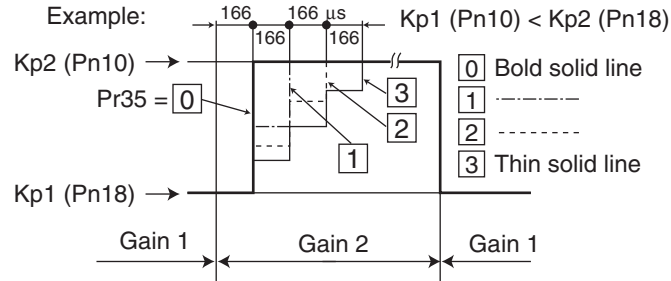 Example:
166 166 µs
166 166
Kp1 (Pn10) < Kp2 (Pn18)
Kp2 (Pn10)
Pr35 = 0
3
2
1
0 Bold solid line
1
2
3 Thin solid line
Kp1 (Pn18)
Gain 1 Gain 2 Gain 1